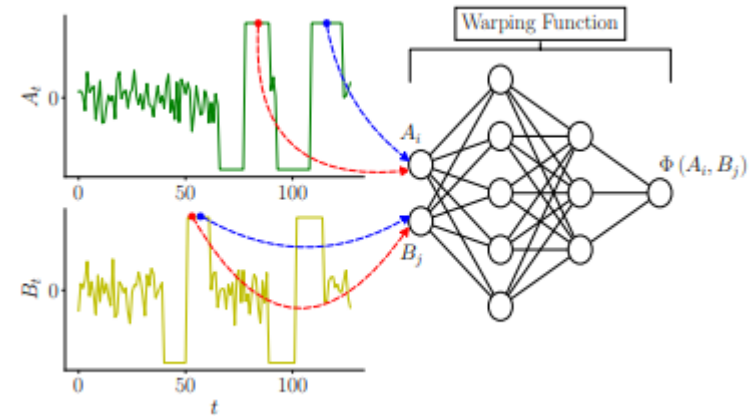 Warping Function
A_t
0
0
50
100
A_i
Φ (A_i, B_j)
B_j
B_t
0
0
50
100
t